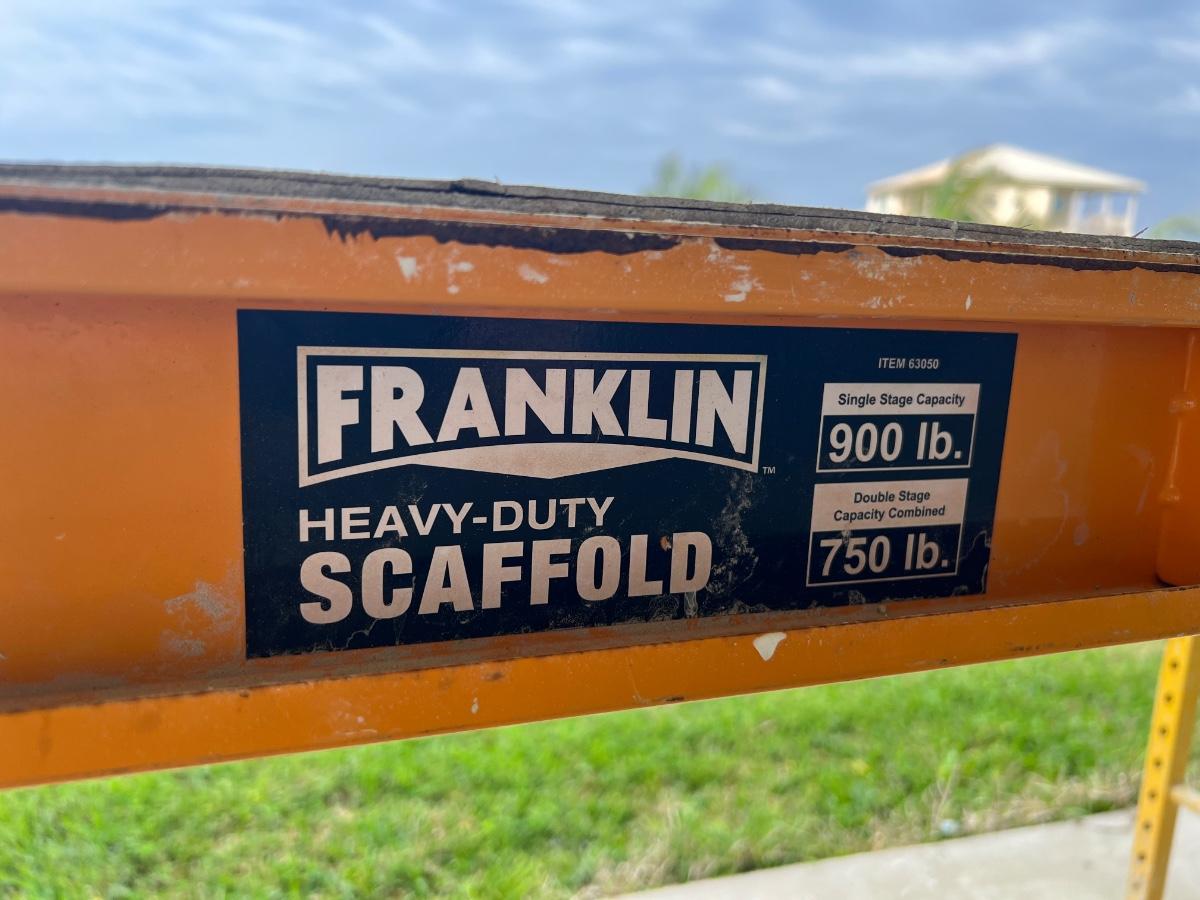 FRANKLIN
™
HEAVY-DUTY
SCAFFOLD
ITEM 63050
Single Stage Capacity
900 lb.
Double Stage
Capacity Combined
750 lb.